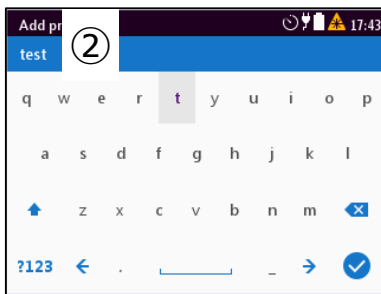 Add pr ② 17:43
test
q w e r t y u i o p
a s d f g h j k l
z x c v b n m
?123 . _